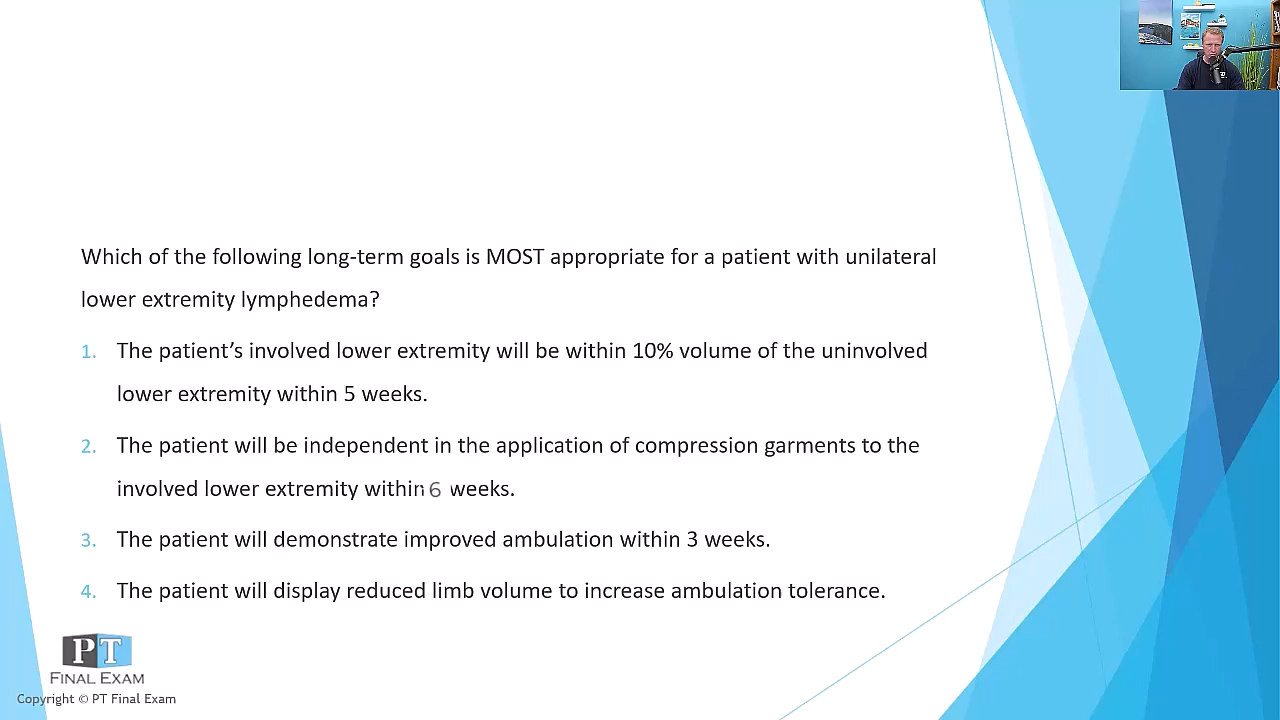 Which of the following long-term goals is MOST appropriate for a patient with unilateral
lower extremity lymphedema?
1. The patient’s involved lower extremity will be within 10% volume of the uninvolved
lower extremity within 5 weeks.
2. The patient will be independent in the application of compression garments to the
involved lower extremity within 6 weeks.
3. The patient will demonstrate improved ambulation within 3 weeks.
4. The patient will display reduced limb volume to increase ambulation tolerance.
PT
FINAL EXAM
Copyright © PT Final Exam